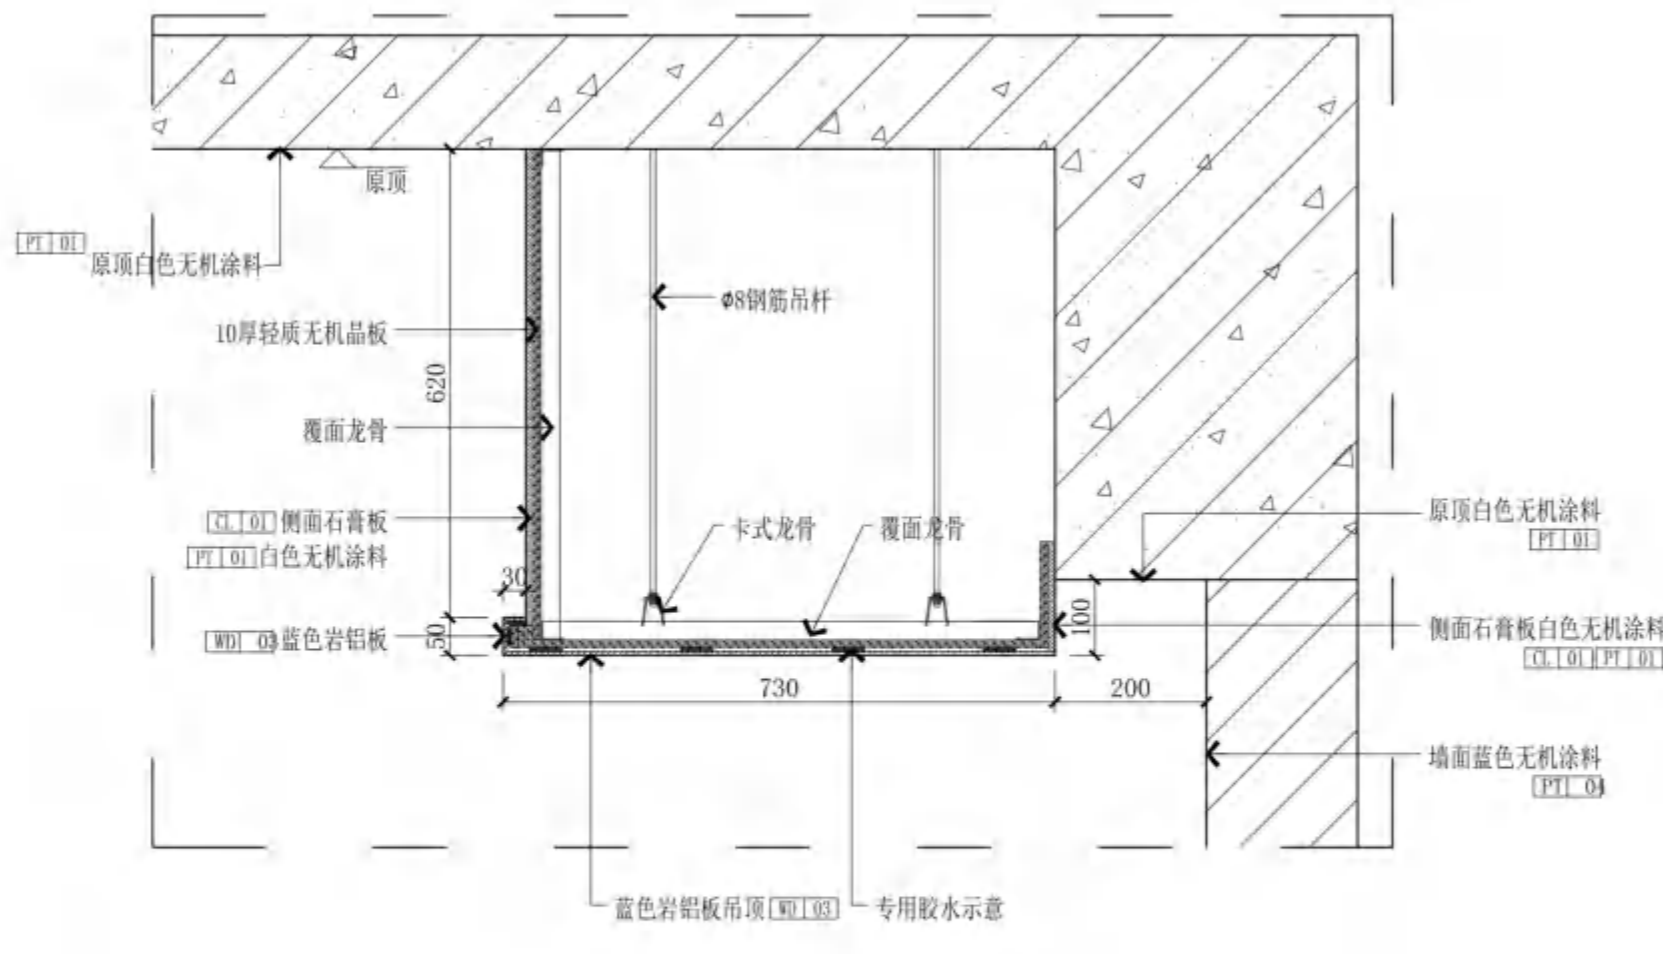 原顶
PT 01
原顶白色无机涂料
10厚轻质无机晶板
φ8钢筋吊杆
620
覆面龙骨
CL 01 侧面石膏板
PT 01 白色无机涂料
卡式龙骨
覆面龙骨
原顶白色无机涂料
PT 01
30
100
50
WD 03 蓝色岩铝板
侧面石膏板白色无机涂料
CL 01 PT 01
730
200
墙面蓝色无机涂料
PT 04
蓝色岩铝板吊顶 WD 03
专用胶水示意